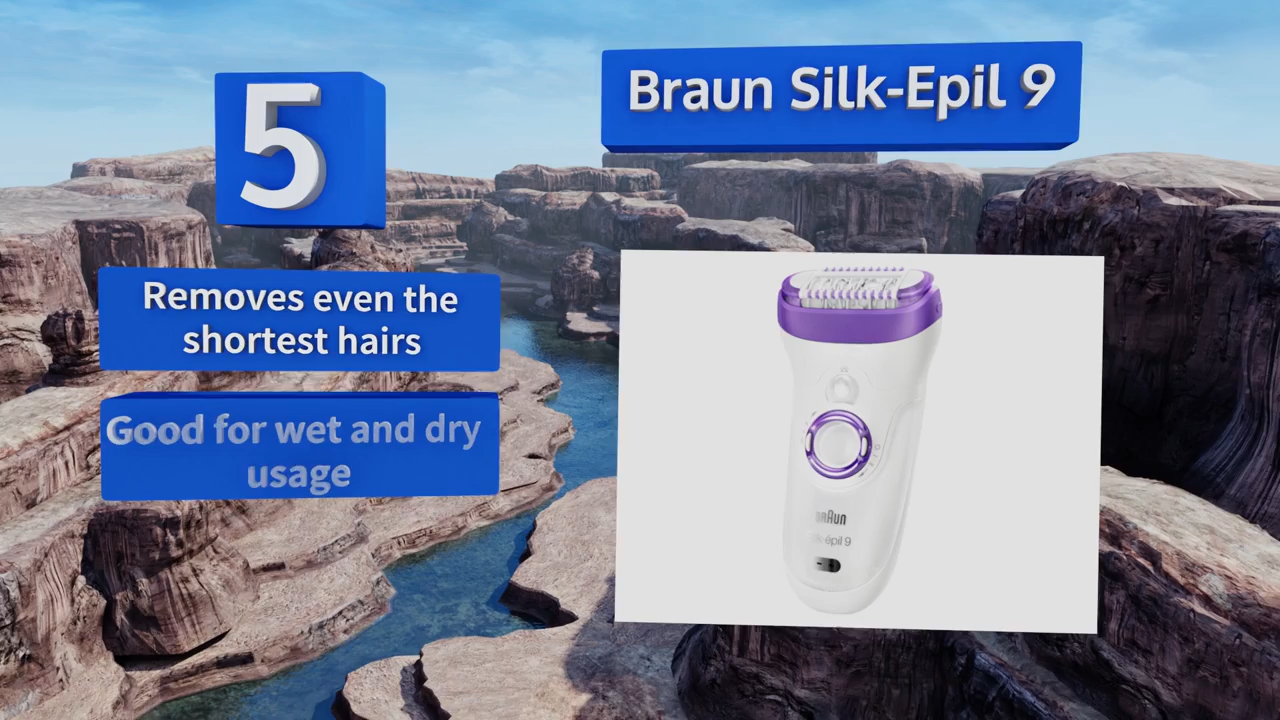 5
Braun Silk-Epil 9
Removes even the
shortest hairs
Good for wet and dry
usage
BRAUN
épil 9